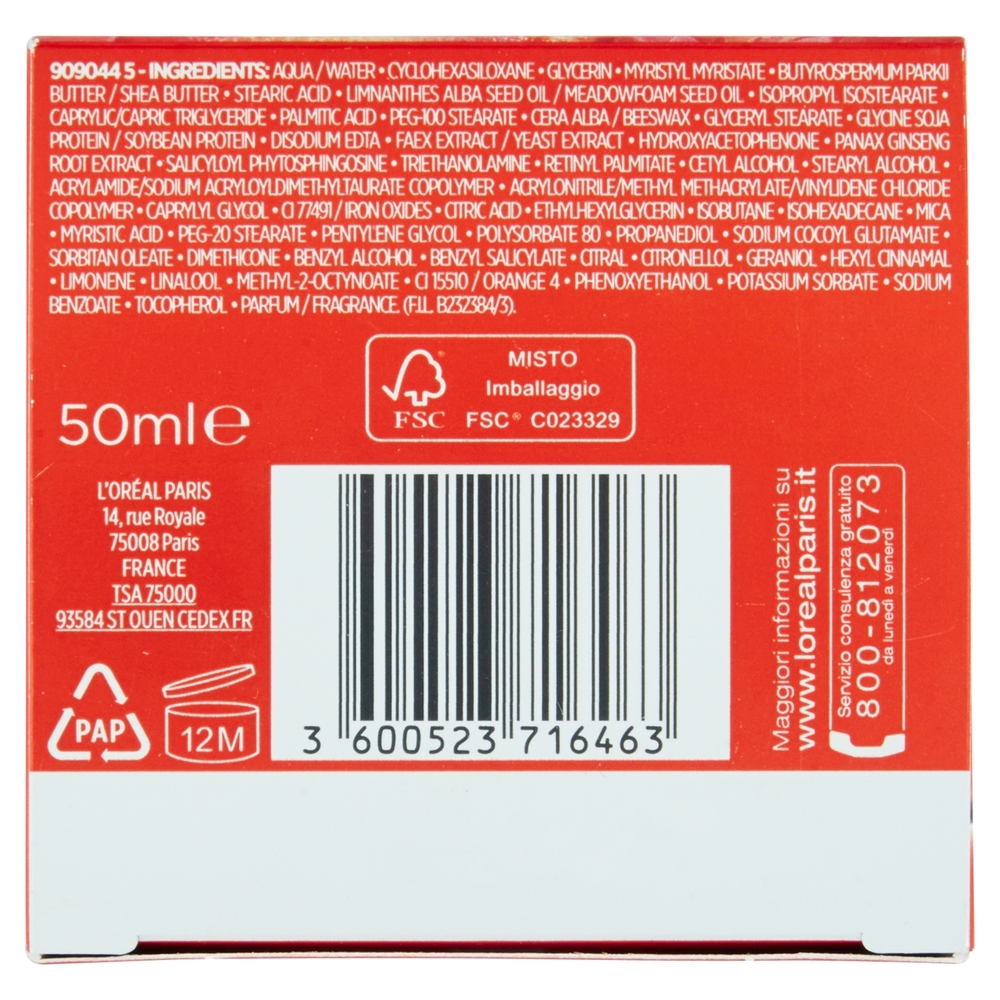 909044 5 - INGREDIENTS: AQUA / WATER • CYCLOHEXASILOXANE • GLYCERIN • MYRISTYL MYRISTATE • BUTYROSPERMUM PARKII
BUTTER / SHEA BUTTER • STEARIC ACID • LIMNANTHES ALBA SEED OIL / MEADOWFOAM SEED OIL • ISOPROPYL ISOSTEARATE •
CAPRYLIC/CAPRIC TRIGLYCERIDE • PALMITIC ACID • PEG-100 STEARATE • CERA ALBA / BEESWAX • GLYCERYL STEARATE • GLYCINE SOJA
PROTEIN / SOYBEAN PROTEIN • DISODIUM EDTA • FAEX EXTRACT / YEAST EXTRACT • HYDROXYACETOPHENONE • PANAX GINSENG
ROOT EXTRACT • SALICYLOYL PHYTOSPHINGOSINE • TRIETHANOLAMINE • RETINYL PALMITATE • CETYL ALCOHOL • STEARYL ALCOHOL •
ACRYLAMIDE/SODIUM ACRYLOYLDIMETHYLTAURATE COPOLYMER • ACRYLONITRILE/METHYL METHACRYLATE/VINYLIDENE CHLORIDE
COPOLYMER • CAPRYLYL GLYCOL • CI 77491 / IRON OXIDES • CITRIC ACID • ETHYLHEXYLGLYCERIN • ISOBUTANE • ISOHEXADECANE • MICA
• MYRISTIC ACID • PEG-20 STEARATE • PENTYLENE GLYCOL • POLYSORBATE 80 • PROPANEDIOL • SODIUM COCOYL GLUTAMATE •
SORBITAN OLEATE • DIMETHICONE • BENZYL ALCOHOL • BENZYL SALICYLATE • CITRAL • CITRONELLOL • GERANIOL • HEXYL CINNAMAL
• LIMONENE • LINALOOL • METHYL-2-OCTYNOATE • CI 15510 / ORANGE 4 • PHENOXYETHANOL • POTASSIUM SORBATE • SODIUM
BENZOATE • TOCOPHEROL • PARFUM / FRAGRANCE. (F.I.L. B232384/3).
MISTO
Imballaggio
FSC FSC® C023329
50ml e
L'ORÉAL PARIS
14, rue Royale
75008 Paris
FRANCE
TSA 75000
93584 ST OUEN CEDEX FR
PAP
12M
3 600523 716463
Maggiori informazioni su
www.lorealparis.it
Servizio consulenza gratuito
800-812073
da lunedì a venerdì